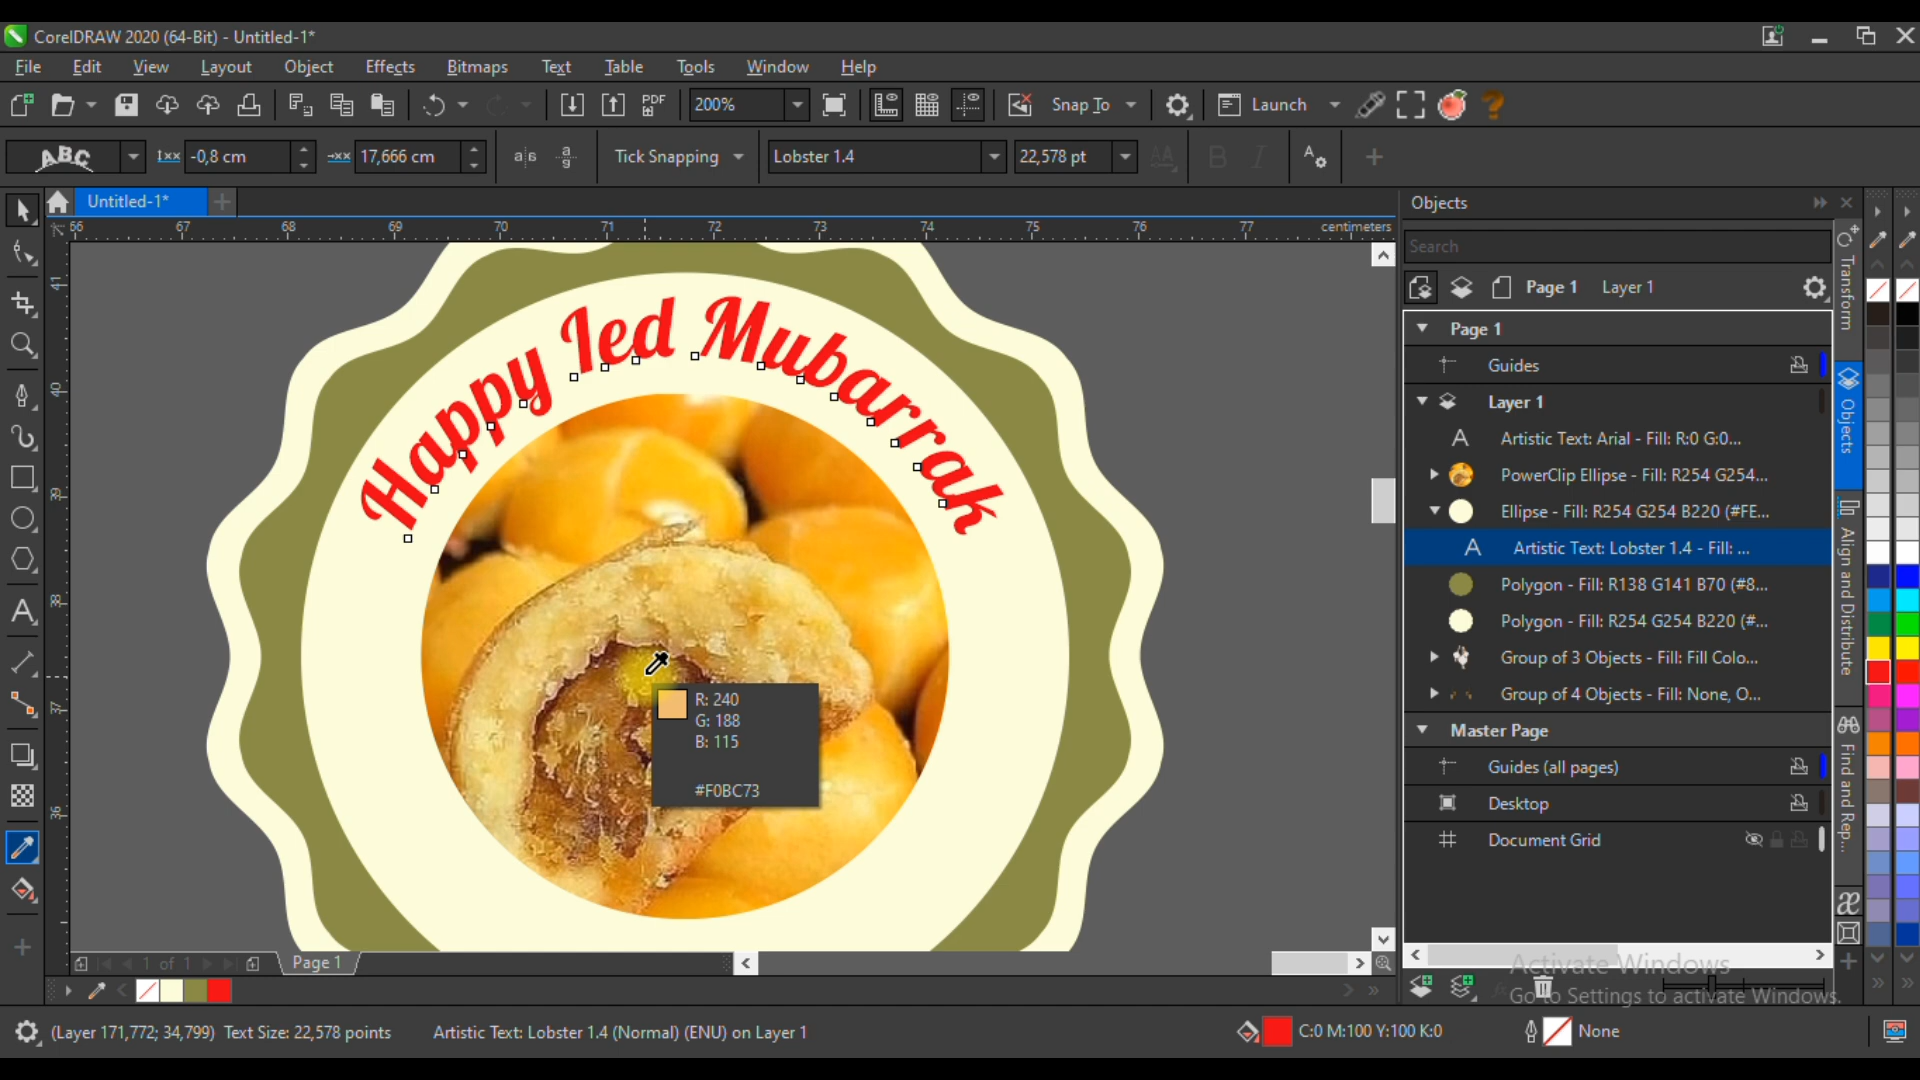 CorelDRAW 2020 (64-Bit) - Untitled-1*
File Edit View Layout Object Effects Bitmaps Text Table Tools Window Help
PDF 200% Snap To Launch
ABC -0,8 cm 17,666 cm Tick Snapping Lobster 1.4 22,578 pt
Untitled-1*
66 67 68 69 70 71 72 73 74 75 76 77 centimeters
41
40
39
38
37
36
Happy Ied Mubarrak
R: 240
G: 188
B: 115
#F0BC73
Objects
Search
Page 1 Layer 1
Page 1
Guides
Layer 1
Artistic Text: Arial - Fill: R:0 G:0...
PowerClip Ellipse - Fill: R254 G254...
Ellipse - Fill: R254 G254 B220 (#FE...
Artistic Text: Lobster 1.4 - Fill: ...
Polygon - Fill: R138 G141 B70 (#8...
Polygon - Fill: R254 G254 B220 (#...
Group of 3 Objects - Fill: Fill Colo...
Group of 4 Objects - Fill: None, O...
Master Page
Guides (all pages)
Desktop
Document Grid
Transform
Objects
Align and Distribute
Find and Rep...
1 of 1 Page 1
Activate Windows
Go to Settings to activate Windows.
(Layer 171,772; 34,799) Text Size: 22,578 points Artistic Text: Lobster 1.4 (Normal) (ENU) on Layer 1 C:0 M:100 Y:100 K:0 None